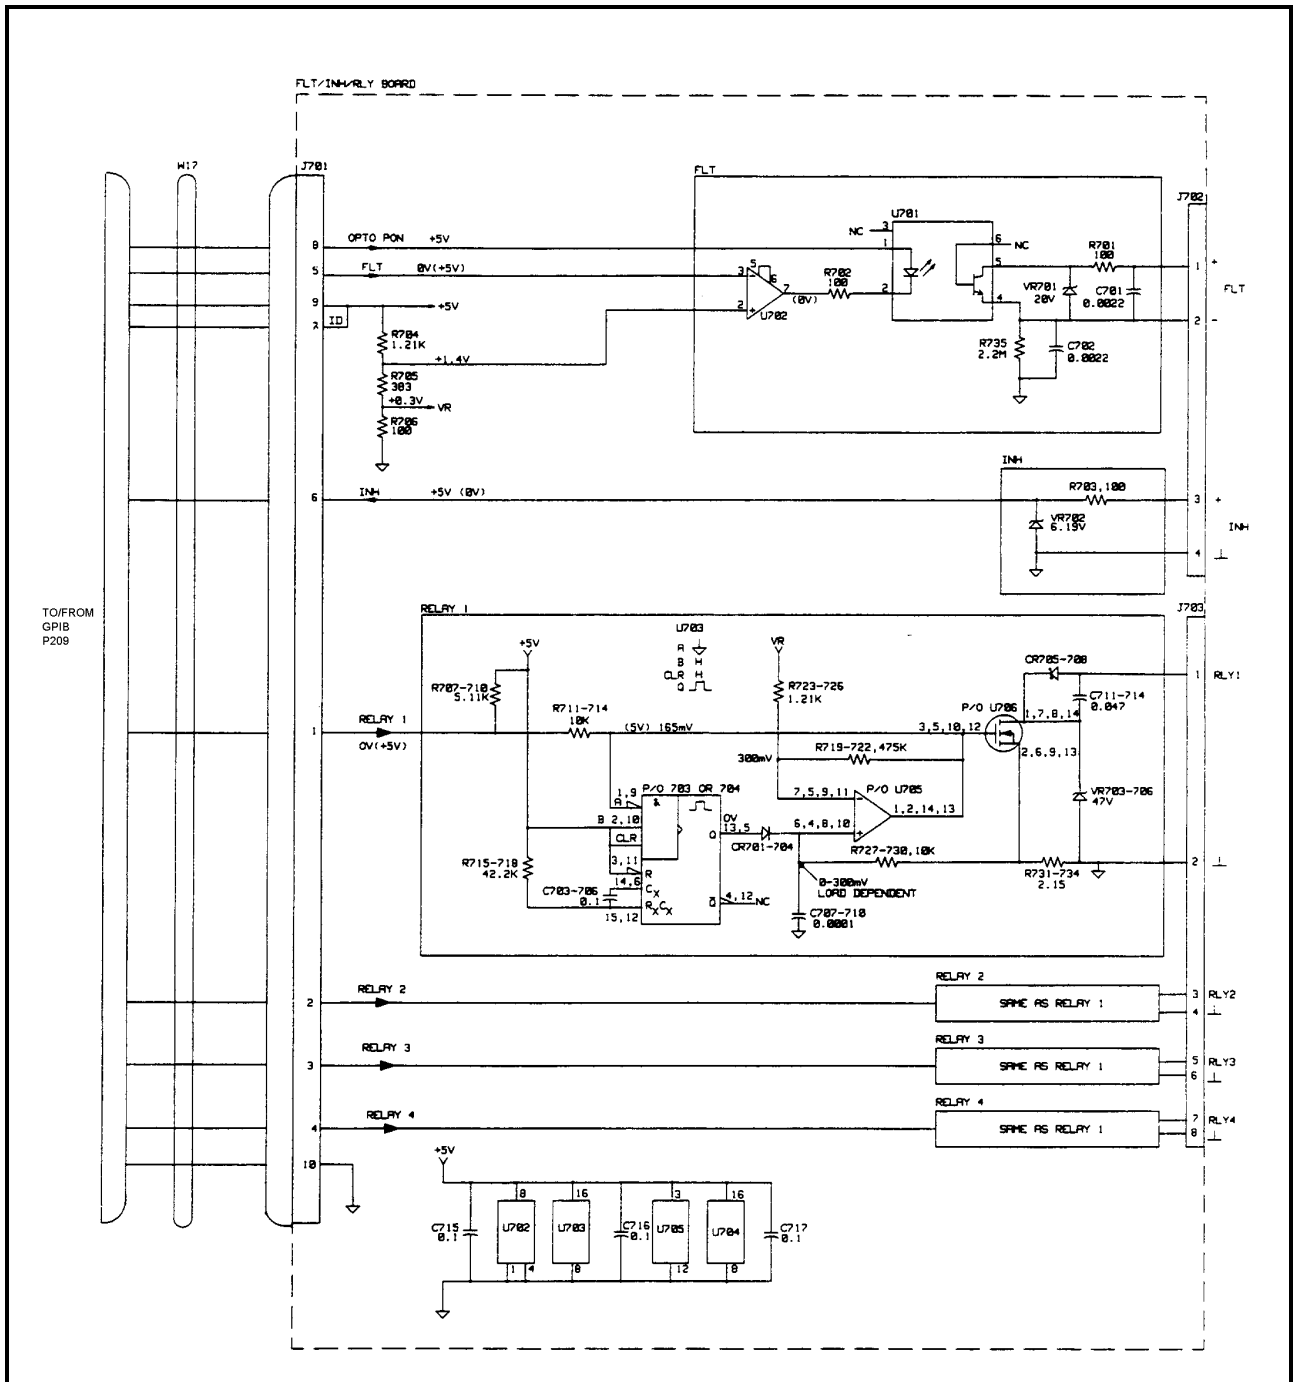 FLT/INH/RLY BOARD
W17
J701
FLT
J702
U701
NC 3
6 NC
8 OPTO PON +5V
1
5 FLT 0V(+5V)
3
5
6
7
(0V)
2
U702
R702
100
2
5
4
R701
100
VR701
20V
C701
0.0022
1 +
FLT
2 -
9
+5V
ID
R704
1.21K
+1.4V
R705
383
+0.3V
VR
R706
100
R735
2.2M
C702
0.0022
INH
6 INH +5V (0V)
R703,100
VR702
6.19V
3 +
INH
4
TO/FROM
GPIB
P209
RELAY 1
J703
+5V
U703
A
B H
CLR H
Q
VR
R707-710
5.11K
R711-714
10K
R723-726
1.21K
CR705-708
1 RLY1
C711-714
0.047
P/O U706
1,7,8,14
3,5,10,12
2,6,9,13
1 RELAY 1
0V(+5V)
(5V) 165mV
R719-722,475K
300mV
P/O 703 OR 704
1,9
A
&
B 2,10
CLR
3,11
R
14,6
CX
RXCX
15,12
Q
0V
13,5
Q
4,12 NC
CR701-704
7,5,9,11
P/O U705
1,2,14,13
6,4,8,10
R727-730,10K
VR703-706
47V
R715-718
42.2K
C703-706
0.1
0-300mV
LOAD DEPENDENT
C707-710
0.0001
R731-734
2.15
2
RELAY 2
2 RELAY 2
SAME AS RELAY 1
3 RLY2
4
RELAY 3
3 RELAY 3
SAME AS RELAY 1
5 RLY3
6
RELAY 4
4 RELAY 4
SAME AS RELAY 1
7 RLY4
8
10
+5V
C715
0.1
8
U702
1 4
16
U703
8
C716
0.1
3
U705
12
16
U704
8
C717
0.1